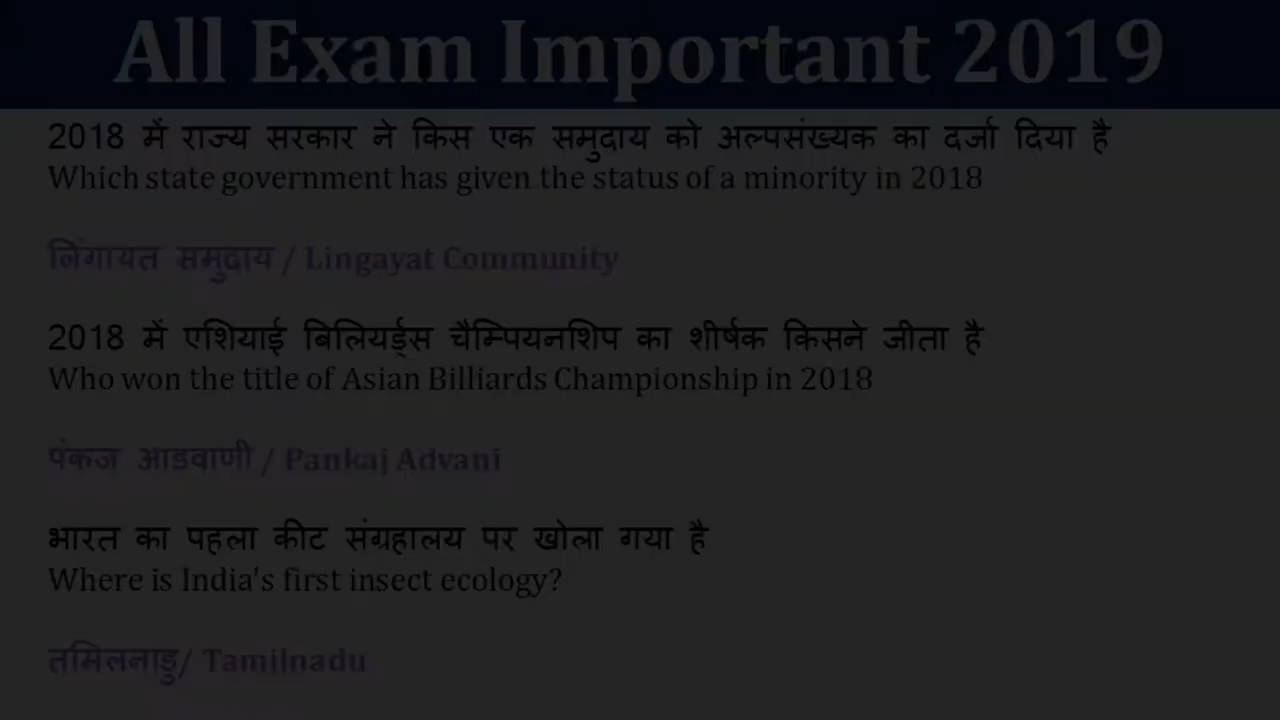 All Exam Important 2019
2018 में राज्य सरकार ने किस एक समुदाय को अल्पसंख्यक का दर्जा दिया है
Which state government has given the status of a minority in 2018
लिंगायत समुदाय / Lingayat Community
2018 में एशियाई बिलियर्ड्स चैम्पियनशिप का शीर्षक किसने जीता है
Who won the title of Asian Billiards Championship in 2018
पंकज आडवाणी / Pankaj Advani
भारत का पहला कीट संग्रहालय पर खोला गया है
Where is India's first insect ecology?
तमिलनाडु/ Tamilnadu